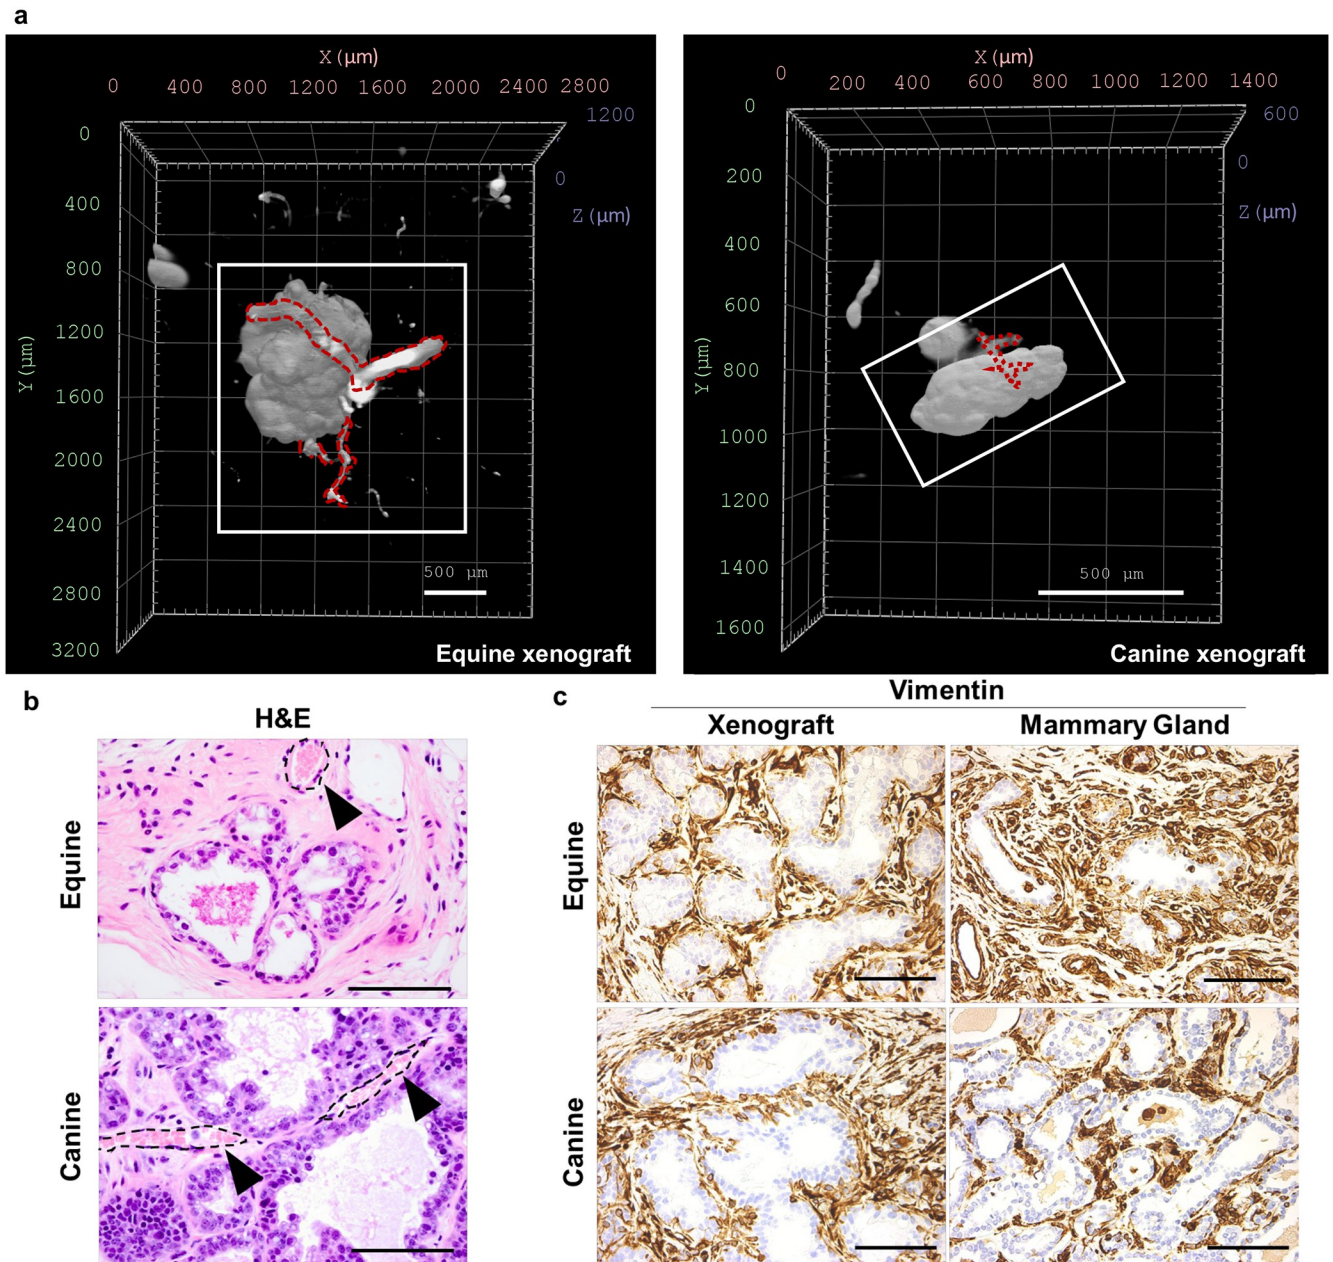 a
X (µm)
0 400 800 1200 1600 2000 2400 2800
1200
0
Z (µm)
0
400
800
1200
1600
2000
2400
2800
3200
Y (µm)
500 µm
Equine xenograft
X (µm)
0 200 400 600 800 1000 1200 1400
600
0
Z (µm)
0
200
400
600
800
1000
1200
1400
1600
Y (µm)
500 µm
Canine xenograft
b
H&E
Equine
Canine
c
Vimentin
Xenograft Mammary Gland
Equine
Canine